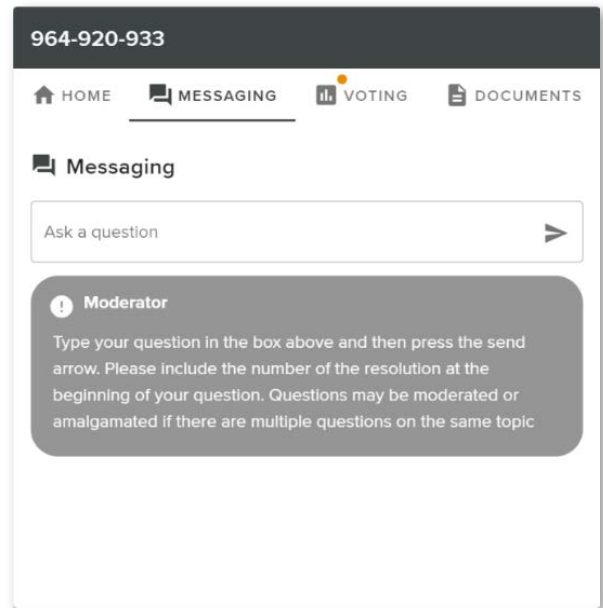 964-920-933
HOME MESSAGING VOTING DOCUMENTS
Messaging
Ask a question
Moderator
Type your question in the box above and then press the send
arrow. Please include the number of the resolution at the
beginning of your question. Questions may be moderated or
amalgamated if there are multiple questions on the same topic